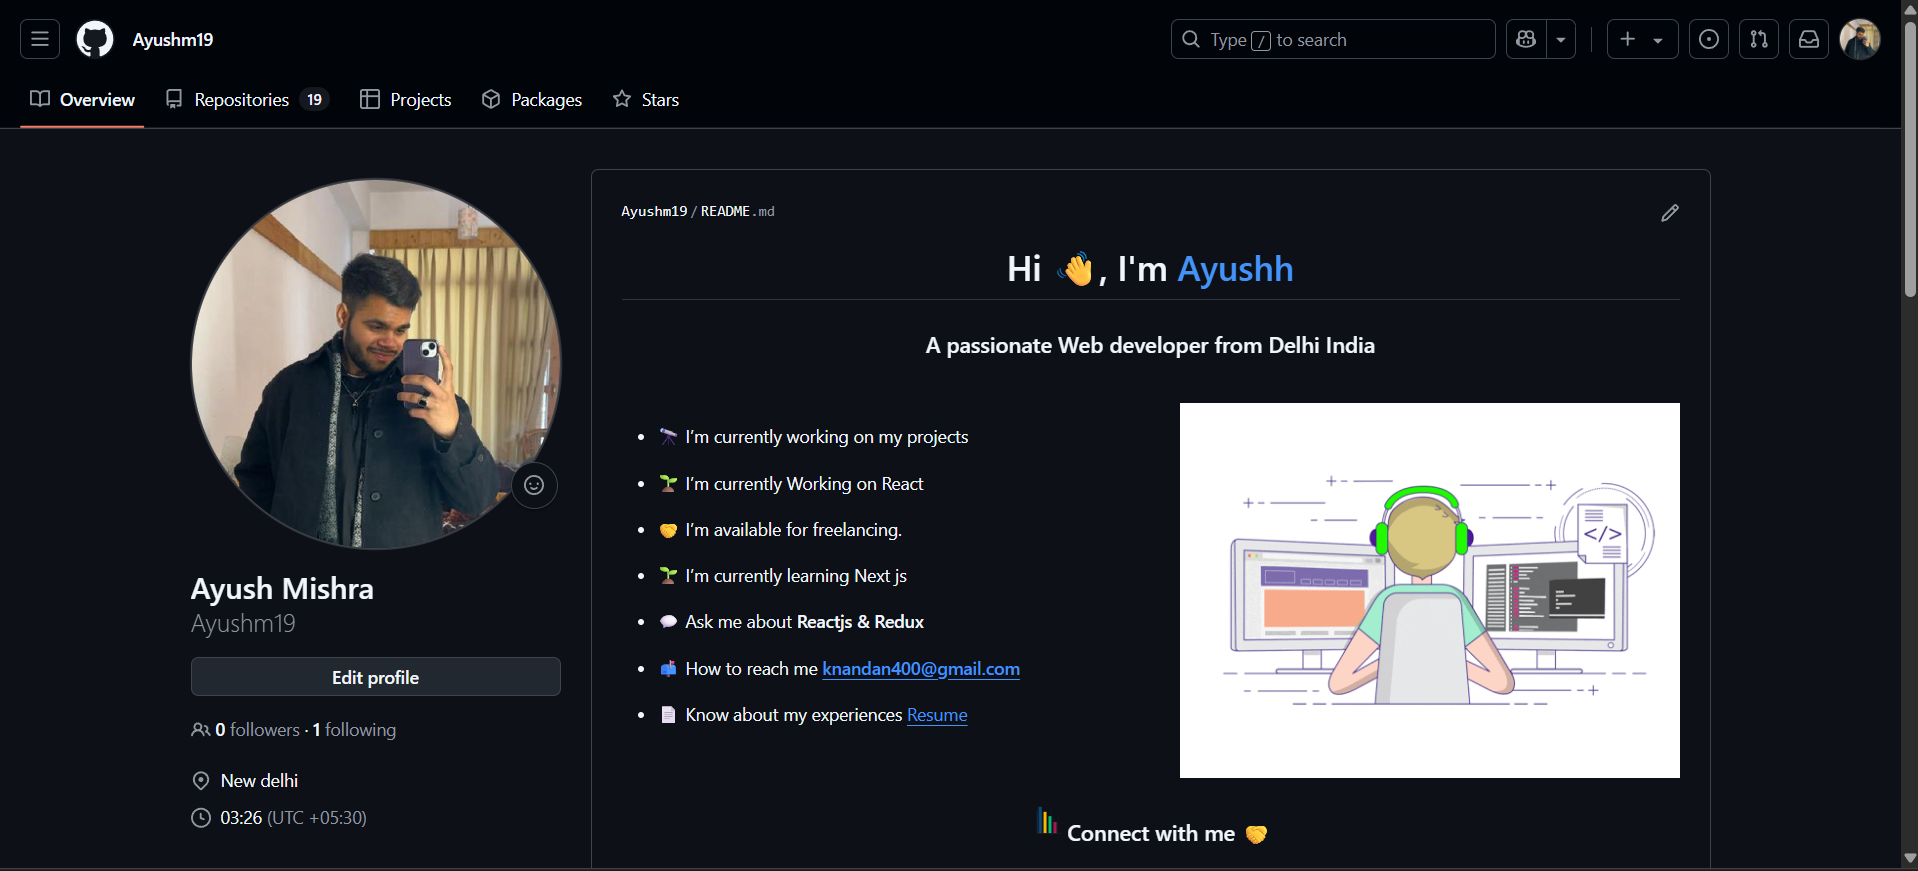 Ayushm19
Type / to search
Overview
Repositories 19
Projects
Packages
Stars
Ayushm19/README.md
Hi 👋, I'm Ayushh
A passionate Web developer from Delhi India
🔭 I’m currently working on my projects
🌱 I’m currently Working on React
🤝 I’m available for freelancing.
🌱 I’m currently learning Next js
💬 Ask me about Reactjs & Redux
📫 How to reach me knandan400@gmail.com
📄 Know about my experiences Resume
</>
Connect with me 🤝
Ayush Mishra
Ayushm19
Edit profile
0 followers · 1 following
New delhi
03:26 (UTC +05:30)